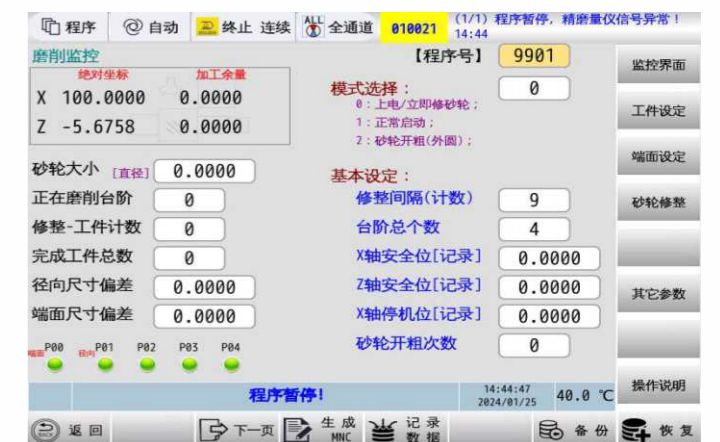 程序 自动 终止 连续 ALL 全通道 010021 (1/1) 程序暂停, 精磨量仪信号异常!
14:44
磨削监控 【程序号】 9901
绝对坐标 加工余量
X 100.0000 0.0000
Z -5.6758 0.0000
模式选择: 0
0:上电/立即修砂轮;
1:正常启动;
2:砂轮开粗(外圆);
砂轮大小 [直径] 0.0000
正在磨削台阶 0
修整-工件计数 0
完成工件总数 0
径向尺寸偏差 0.0000
端面尺寸偏差 0.0000
端面 P00 径向 P01 P02 P03 P04
基本设定:
修整间隔(计数) 9
台阶总个数 4
X轴安全位[记录] 0.0000
Z轴安全位[记录] 0.0000
X轴停机位[记录] 0.0000
砂轮开粗次数 0
监控界面
工件设定
端面设定
砂轮修整
其它参数
操作说明
程序暂停! 14:44:47
2024/01/25 40.0 ℃
返回 下一页 生成
MNC 记录
数据 备份 恢复